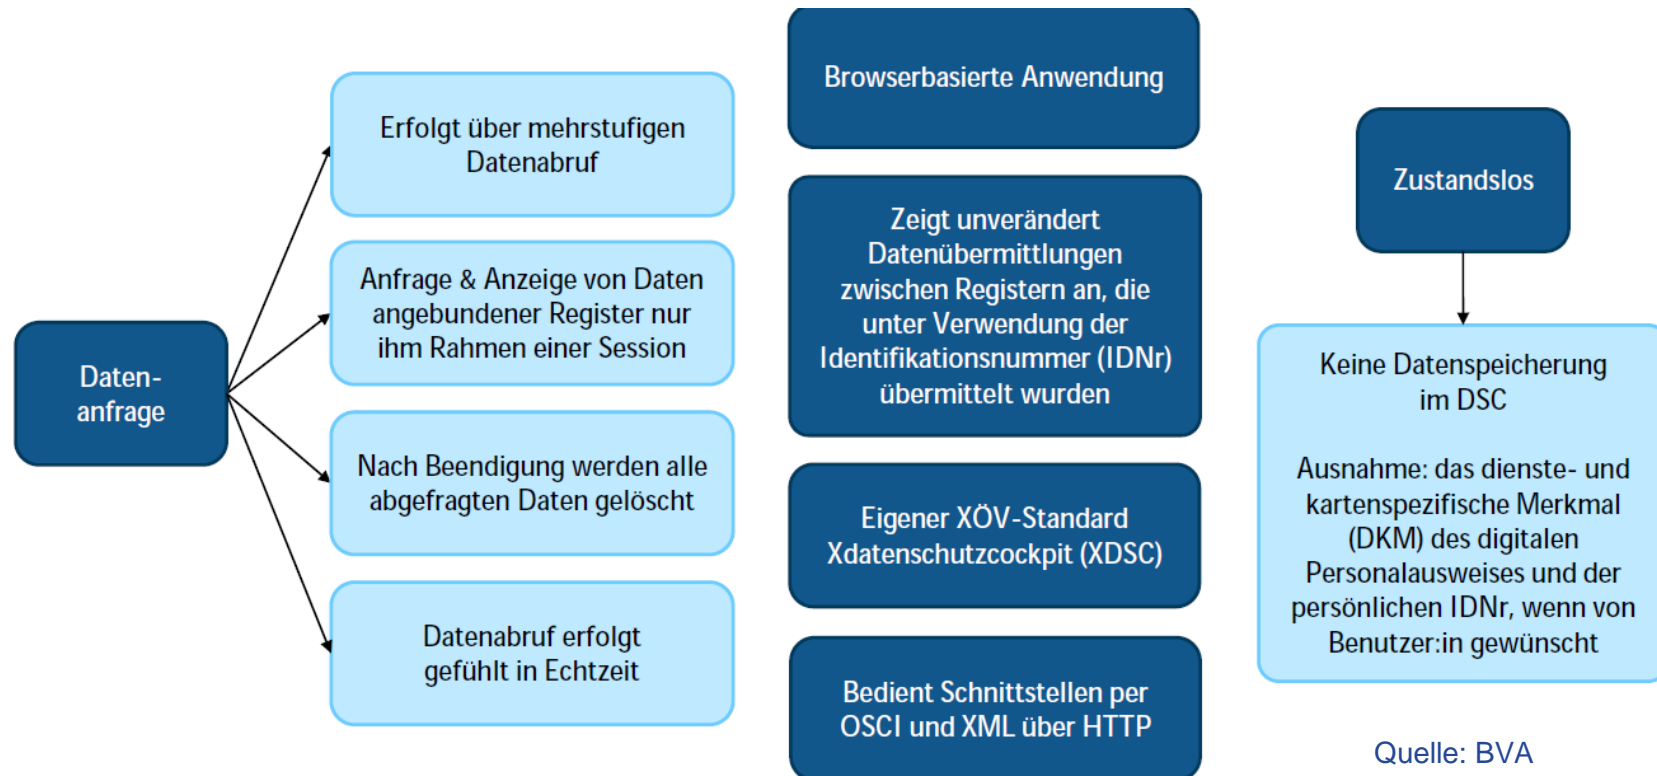 Daten-
anfrage
Erfolgt über mehrstufigen
Datenabruf
Anfrage & Anzeige von Daten
angebundener Register nur
ihm Rahmen einer Session
Nach Beendigung werden alle
abgefragten Daten gelöscht
Datenabruf erfolgt
gefühlt in Echtzeit
Browserbasierte Anwendung
Zeigt unverändert
Datenübermittlungen
zwischen Registern an, die
unter Verwendung der
Identifikationsnummer (IDNr)
übermittelt wurden
Eigener XÖV-Standard
Xdatenschutzcockpit (XDSC)
Bedient Schnittstellen per
OSCI und XML über HTTP
Zustandslos
Keine Datenspeicherung
im DSC
Ausnahme: das dienste- und
kartenspezifische Merkmal
(DKM) des digitalen
Personalausweises und der
persönlichen IDNr, wenn von
Benutzer:in gewünscht
Quelle: BVA